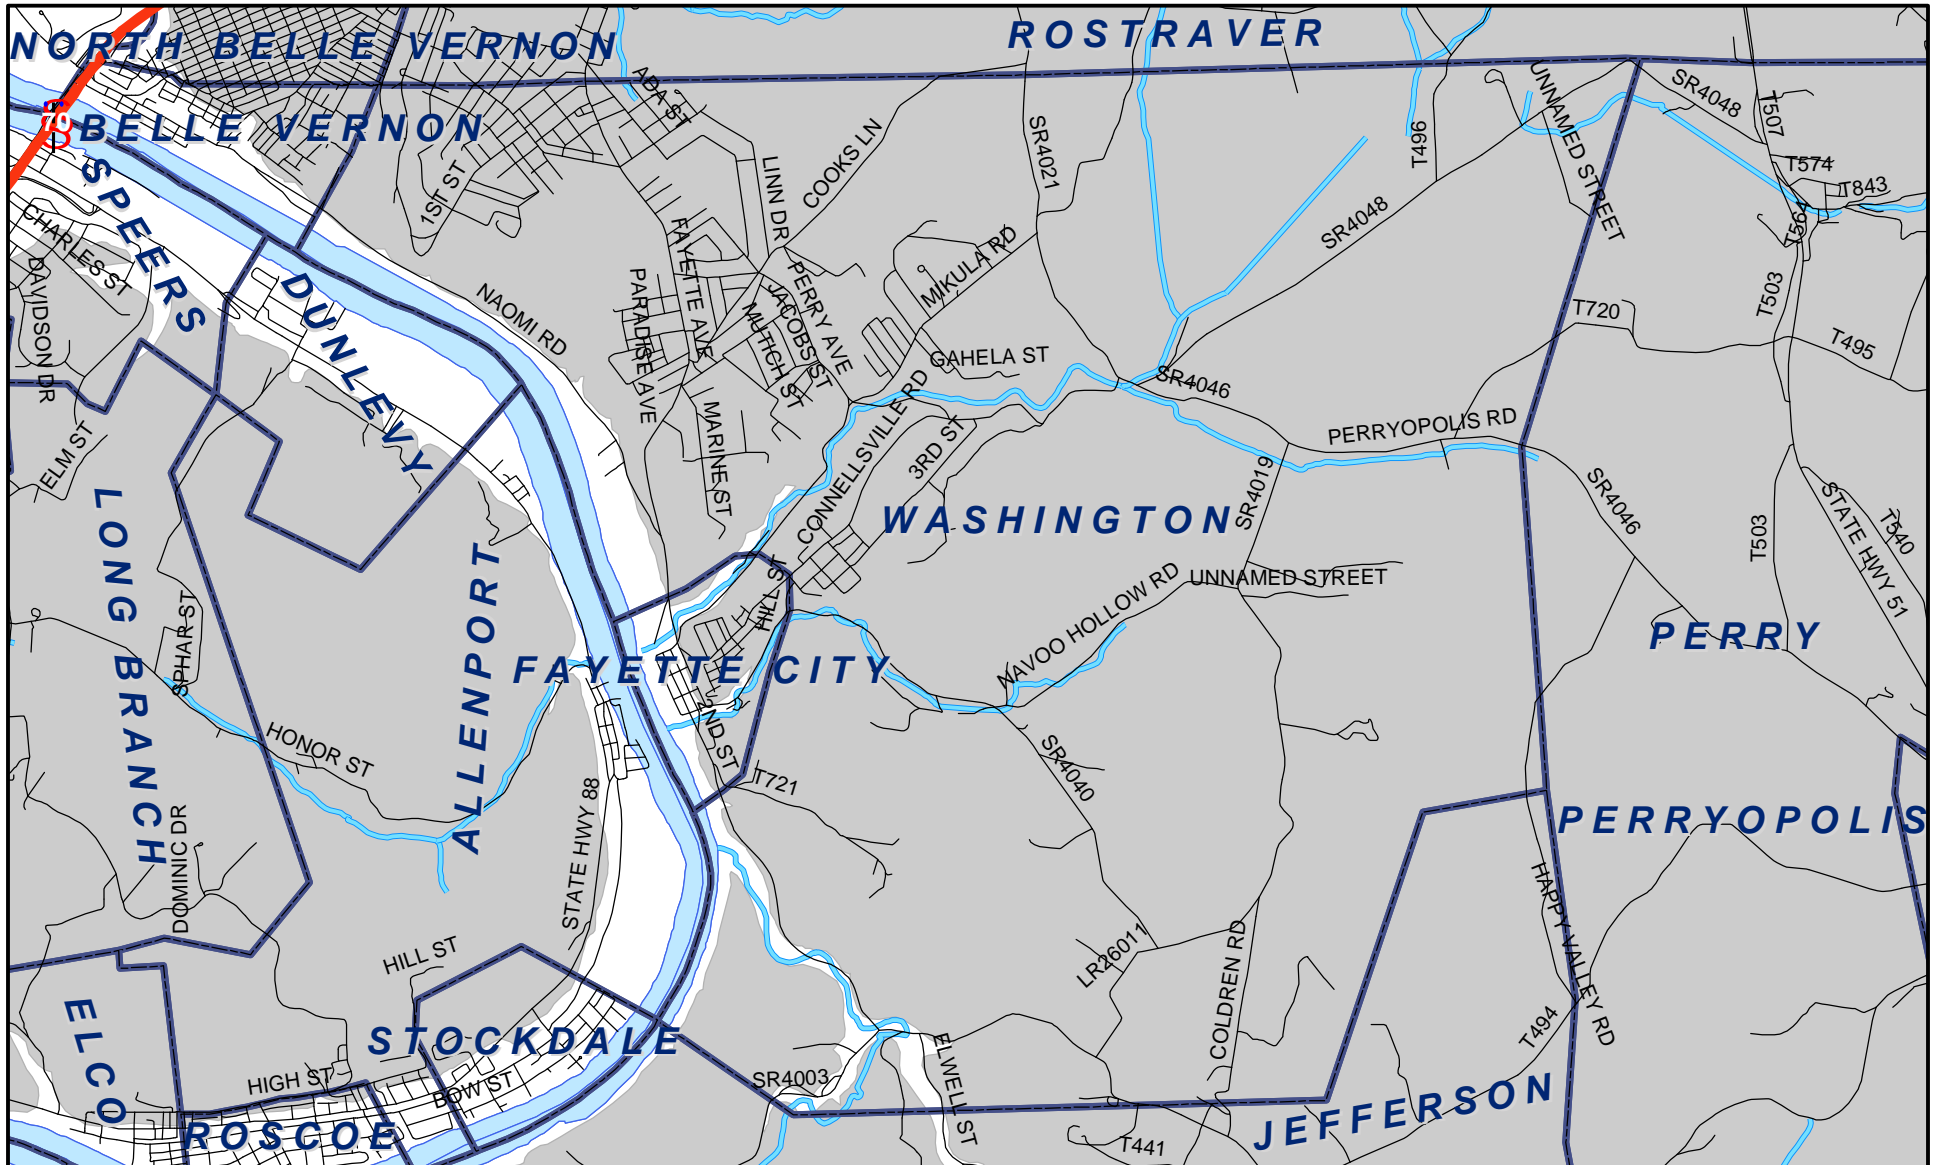 ROSTRAVER
NORTH BELLE VERNON
ADA ST
UNNAMED STREET
SR4048
T507
70
BELLE VERNON
SPEERS
1ST ST
LINN DR
COOKS LN
SR4021
T496
T574
T843
T564
CHARLES ST
DAVIDSON DR
DUNLEVY
NAOMI RD
PARADISE AVE
FAYETTE AVE
PERRY AVE
JACOBS ST
MUTICH ST
MIKULA RD
SR4048
T503
T720
T495
GAHELA ST
SR4046
ELM ST
MARINE ST
CONNELLSVILLE RD
3RD ST
PERRYOPOLIS RD
SR4019
SR4046
WASHINGTON
T503
STATE HWY 51
T540
LONG BRANCH
ALLENPORT
SPHAR ST
HILL ST
NAVOO HOLLOW RD
UNNAMED STREET
PERRY
FAYETTE CITY
2ND ST
HONOR ST
T721
SR4040
STATE HWY 88
DOMINIC DR
PERRYOPOLIS
HAPPY VALLEY RD
HILL ST
LR26011
COLDREN RD
ELCO
STOCKDALE
T494
HIGH ST
BOW ST
SR4003
ELWELL ST
JEFFERSON
ROSCOE
T441